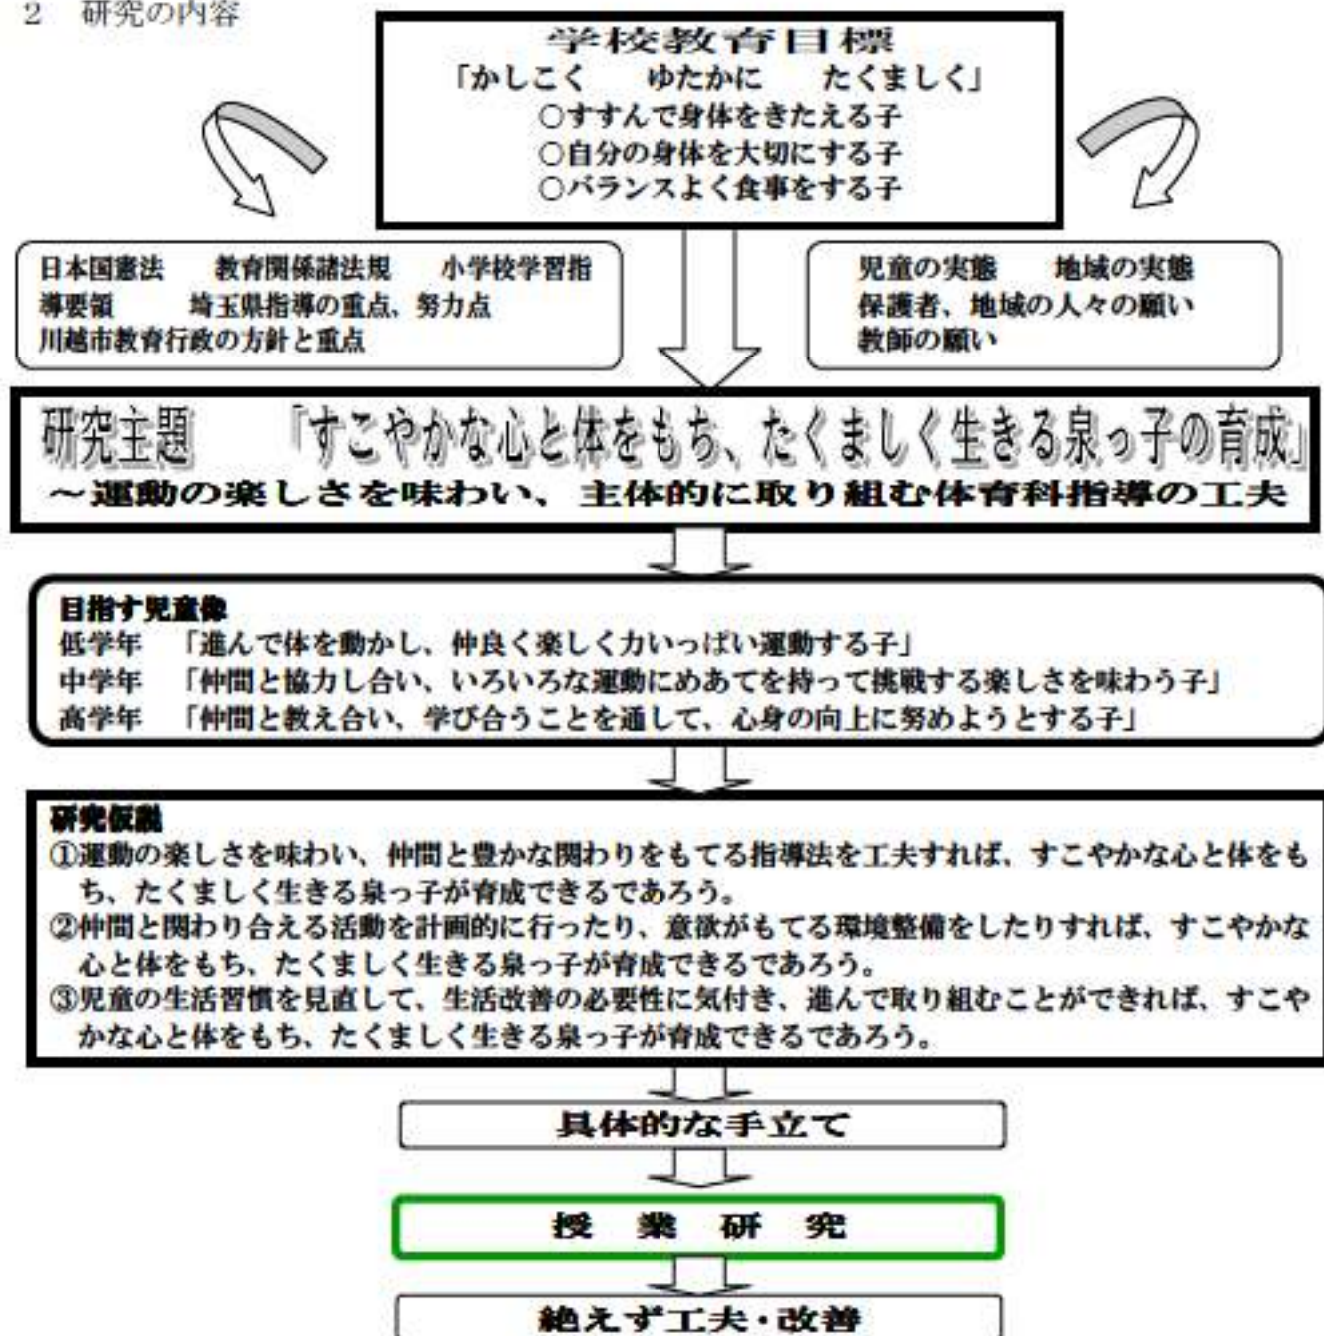 2 研究の内容
学校教育目標
「かしこく ゆたかに たくましく」
○すすんで身体をきたえる子
○自分の身体を大切にする子
○バランスよく食事をする子
日本国憲法 教育関係諸法規 小学校学習指
導要領 埼玉県指導の重点、努力点
川越市教育行政の方針と重点
児童の実態 地域の実態
保護者、地域の人々の願い
教師の願い
研究主題 「すこやかな心と体をもち、たくましく生きる泉っ子の育成」
～運動の楽しさを味わい、主体的に取り組む体育科指導の工夫
目指す児童像
低学年 「進んで体を動かし、仲良く楽しく力いっぱい運動する子」
中学年 「仲間と協力し合い、いろいろな運動にめあてを持って挑戦する楽しさを味わう子」
高学年 「仲間と教え合い、学び合うことを通して、心身の向上に努めようとする子」
研究仮説
①運動の楽しさを味わい、仲間と豊かな関わりをもてる指導法を工夫すれば、すこやかな心と体をも
ち、たくましく生きる泉っ子が育成できるであろう。
②仲間と関わり合える活動を計画的に行ったり、意欲がもてる環境整備をしたりすれば、すこやかな
心と体をもち、たくましく生きる泉っ子が育成できるであろう。
③児童の生活習慣を見直して、生活改善の必要性に気付き、進んで取り組むことができれば、すこや
かな心と体をもち、たくましく生きる泉っ子が育成できるであろう。
具体的な手立て
授 業 研 究
絶えず工夫・改善